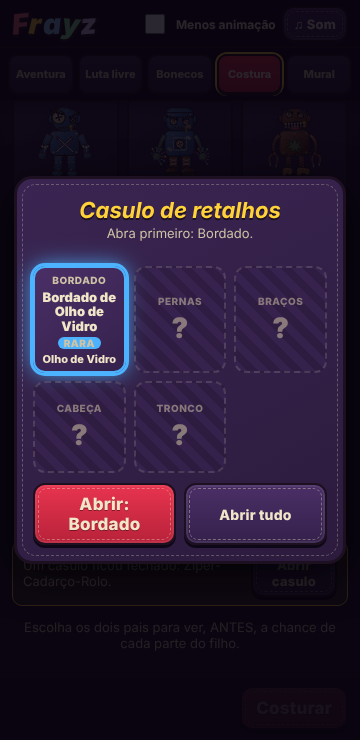 Frayz
Menos animação
♫ Som
Aventura
Luta livre
Bonecos
Costura
Mural
Casulo de retalhos
Abra primeiro: Bordado.
BORDADO
Bordado de
Olho de
Vidro
RARA
Olho de Vidro
PERNAS
?
BRAÇOS
?
CABEÇA
?
TRONCO
?
Abrir:
Bordado
Abrir tudo
Um casulo ficou fechado: Zíper-
Cadarço-Rolo.
Abrir
casulo
Escolha os dois pais para ver, ANTES, a chance de
cada parte do filho.
Costurar